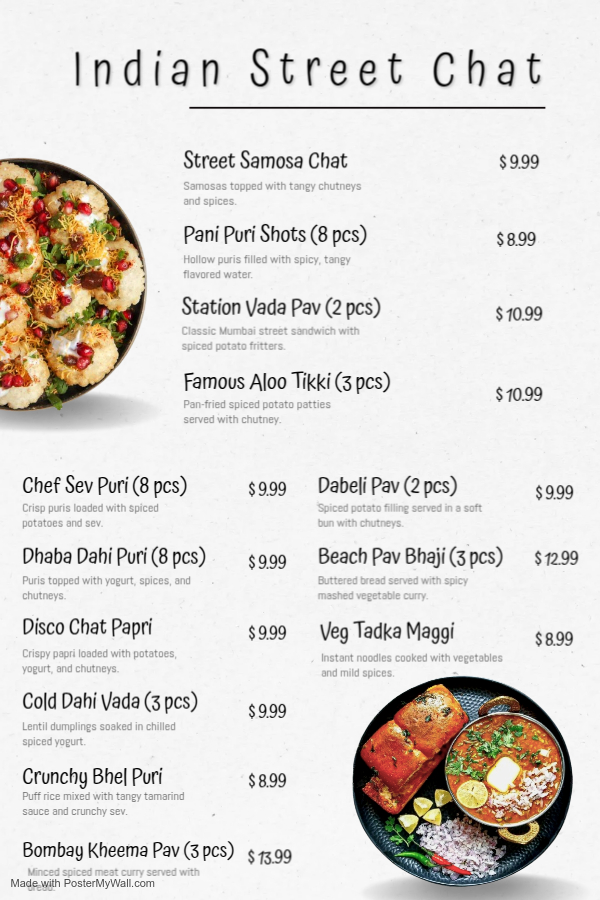 Indian Street Chat
Street Samosa Chat $ 9.99
Samosas topped with tangy chutneys
and spices.
Pani Puri Shots (8 pcs) $ 8.99
Hollow puris filled with spicy, tangy
flavored water.
Station Vada Pav (2 pcs) $ 10.99
Classic Mumbai street sandwich with
spiced potato fritters.
Famous Aloo Tikki (3 pcs) $ 10.99
Pan-fried spiced potato patties
served with chutney.
Chef Sev Puri (8 pcs) $ 9.99
Crisp puris loaded with spiced
potatoes and sev.
Dhaba Dahi Puri (8 pcs) $ 9.99
Puris topped with yogurt, spices, and
chutneys.
Disco Chat Papri $ 9.99
Crispy papri loaded with potatoes,
yogurt, and chutneys.
Cold Dahi Vada (3 pcs) $ 9.99
Lentil dumplings soaked in chilled
spiced yogurt.
Crunchy Bhel Puri $ 8.99
Puff rice mixed with tangy tamarind
sauce and crunchy sev.
Bombay Kheema Pav (3 pcs) $ 13.99
Minced spiced meat curry served with
bread.
Dabeli Pav (2 pcs) $ 9.99
Spiced potato filling served in a soft
bun with chutneys.
Beach Pav Bhaji (3 pcs) $ 12.99
Buttered bread served with spicy
mashed vegetable curry.
Veg Tadka Maggi $ 8.99
Instant noodles cooked with vegetables
and mild spices.
Made with PosterMyWall.com